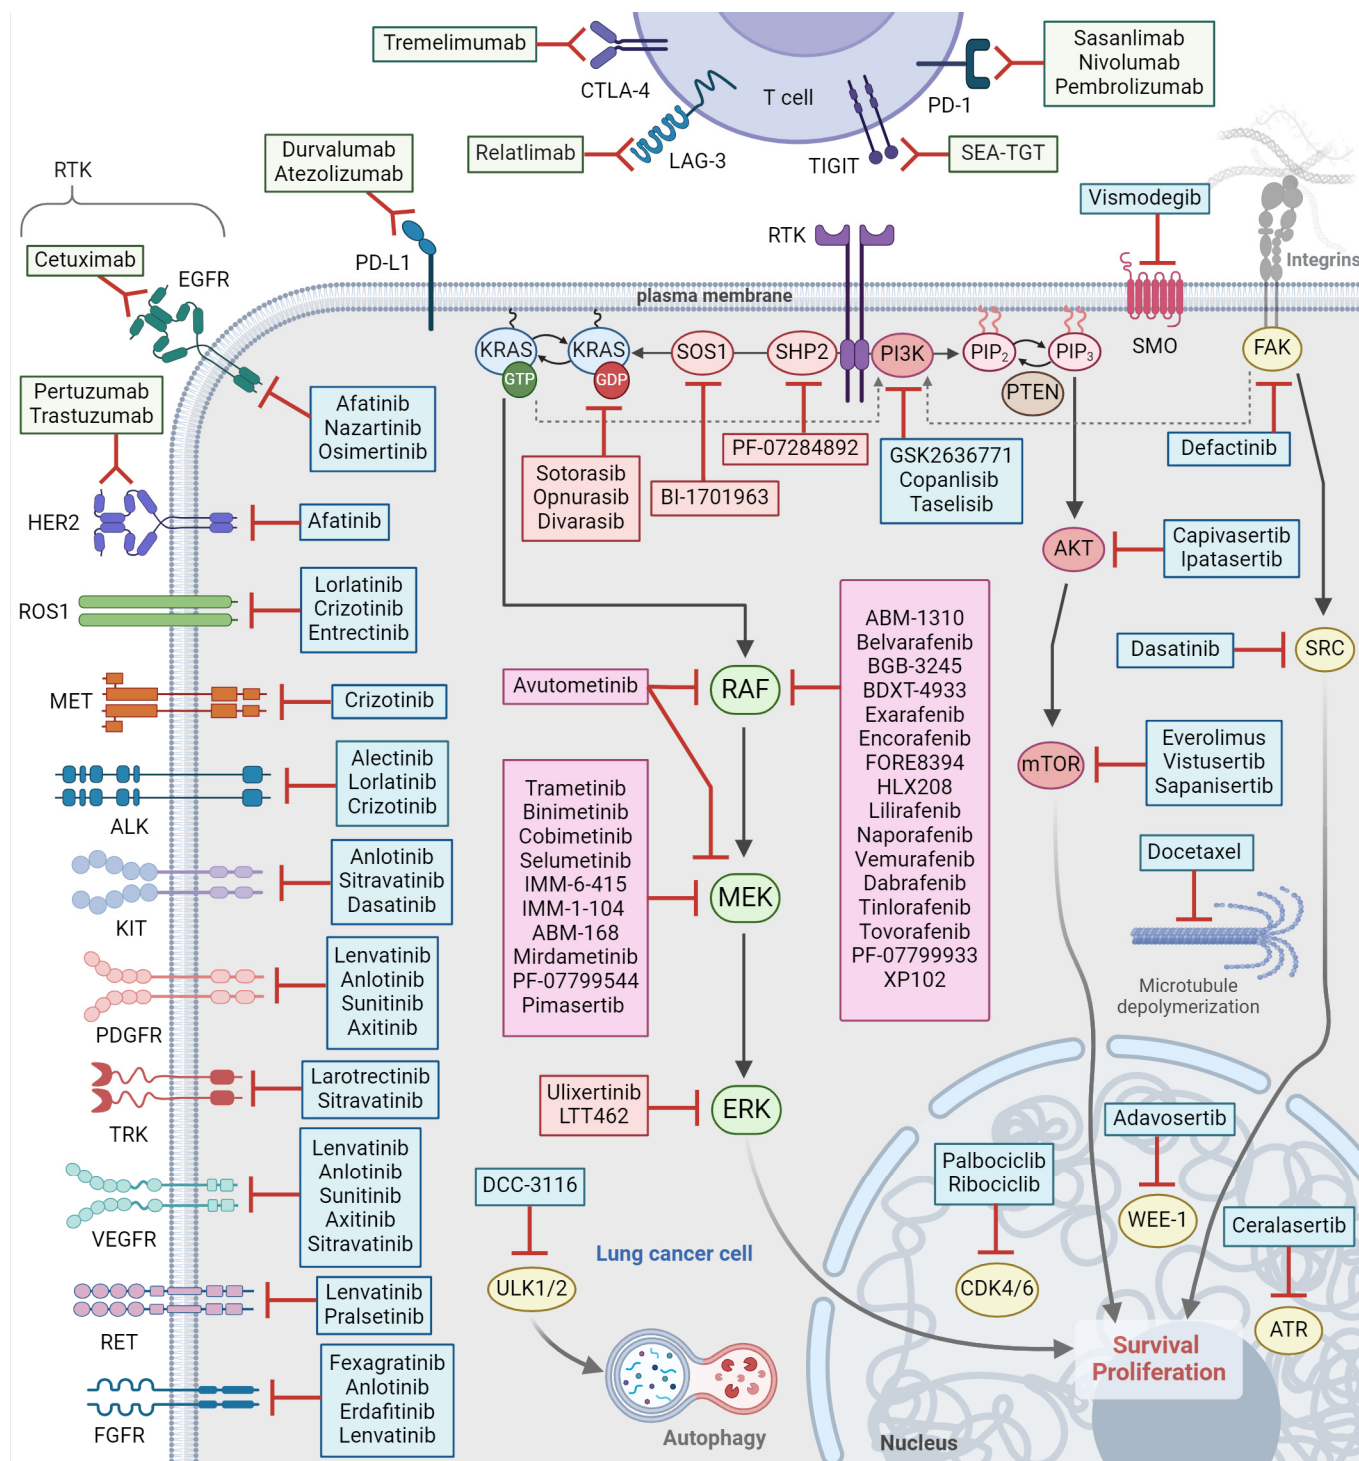 Tremelimumab
CTLA-4
T cell
PD-1
Sasanlimab
Nivolumab
Pembrolizumab
Relatlimab
LAG-3
TIGIT
SEA-TGT
Durvalumab
Atezolizumab
PD-L1
RTK
Cetuximab
EGFR
RTK
Vismodegib
Integrins
plasma membrane
SMO
KRAS
GTP
KRAS
GDP
SOS1
SHP2
PI3K
PIP2
PIP3
PTEN
FAK
Pertuzumab
Trastuzumab
Afatinib
Nazartinib
Osimertinib
Sotorasib
Opnurasib
Divarasib
BI-1701963
PF-07284892
GSK2636771
Copanlisib
Taselisib
Defactinib
HER2
Afatinib
AKT
Capivasertib
Ipatasertib
ROS1
Lorlatinib
Crizotinib
Entrectinib
Dasatinib
SRC
MET
Crizotinib
Avutometinib
RAF
ABM-1310
Belvarafenib
BGB-3245
BDXT-4933
Exarafenib
Encorafenib
FORE8394
HLX208
Lilirafenib
Naporafenib
Vemurafenib
Dabrafenib
Tinlorafenib
Tovorafenib
PF-07799933
XP102
mTOR
Everolimus
Vistusertib
Sapanisertib
ALK
Alectinib
Lorlatinib
Crizotinib
Trametinib
Binimetinib
Cobimetinib
Selumetinib
IMM-6-415
IMM-1-104
ABM-168
Mirdametinib
PF-07799544
Pimasertib
MEK
Docetaxel
Microtubule
depolymerization
KIT
Anlotinib
Sitravatinib
Dasatinib
PDGFR
Lenvatinib
Anlotinib
Sunitinib
Axitinib
TRK
Larotrectinib
Sitravatinib
Ulixertinib
LTT462
ERK
Adavosertib
WEE-1
Palbociclib
Ribociclib
CDK4/6
Ceralasertib
ATR
VEGFR
Lenvatinib
Anlotinib
Sunitinib
Axitinib
Sitravatinib
DCC-3116
ULK1/2
Lung cancer cell
RET
Lenvatinib
Pralsetinib
Survival
Proliferation
FGFR
Fexagratinib
Anlotinib
Erdafitinib
Lenvatinib
Autophagy
Nucleus